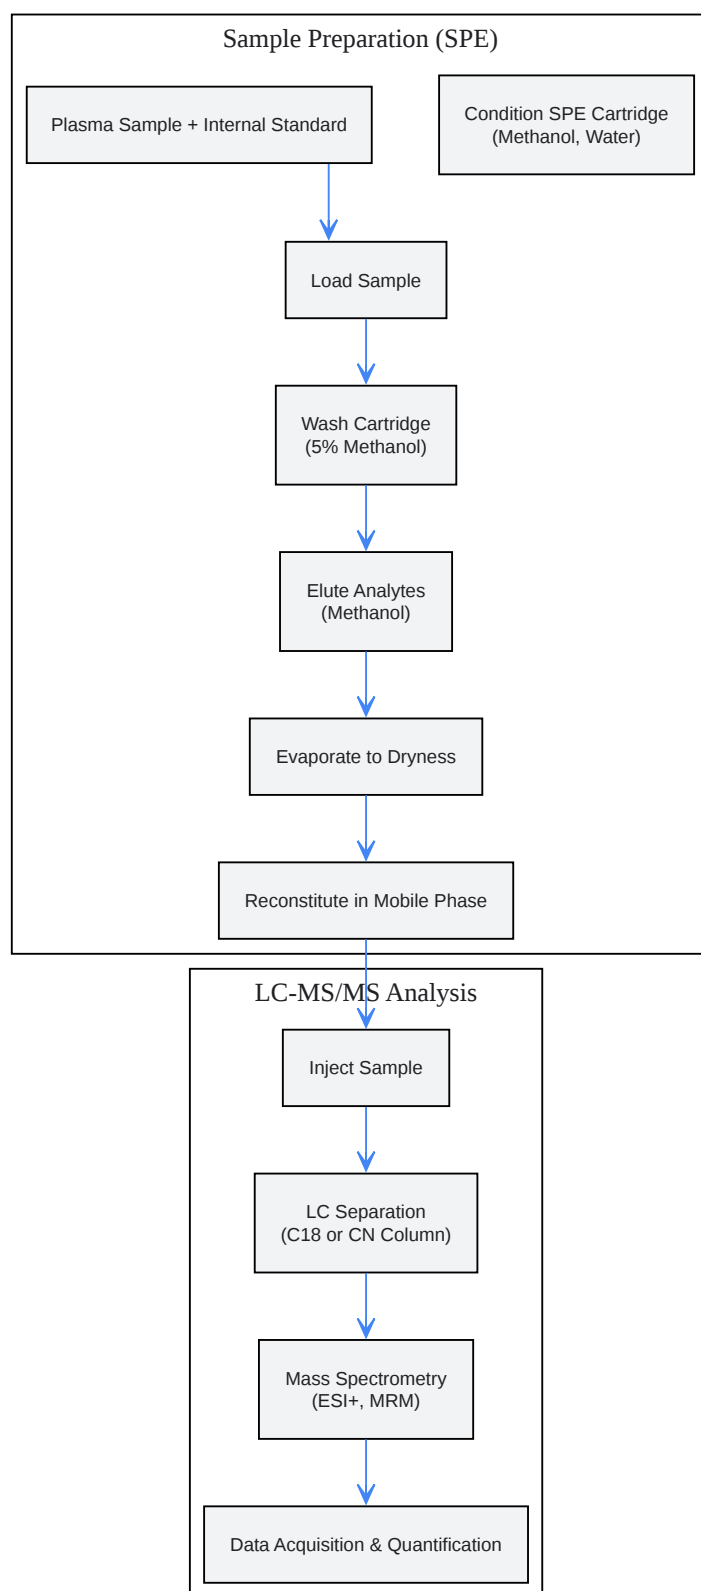 Sample Preparation (SPE)
Plasma Sample + Internal Standard
Condition SPE Cartridge
(Methanol, Water)
Load Sample
Wash Cartridge
(5% Methanol)
Elute Analytes
(Methanol)
Evaporate to Dryness
Reconstitute in Mobile Phase
LC-MS/MS Analysis
Inject Sample
LC Separation
(C18 or CN Column)
Mass Spectrometry
(ESI+, MRM)
Data Acquisition & Quantification